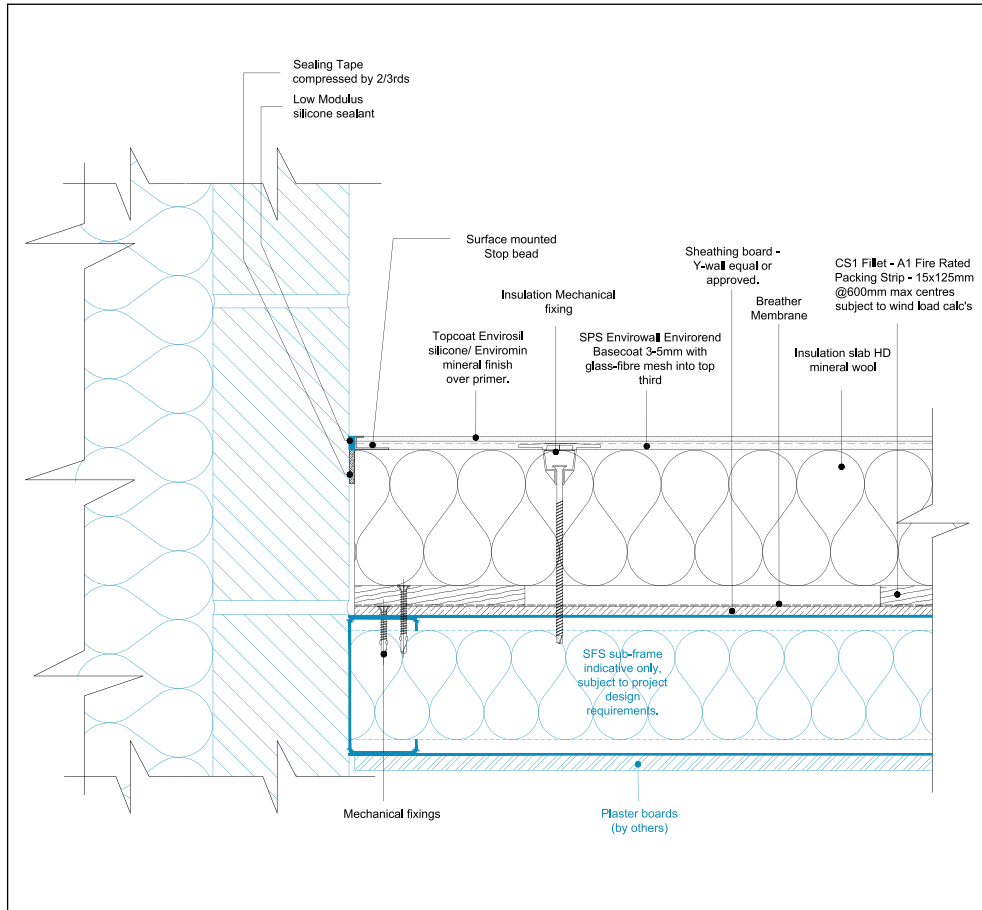 Sealing Tape
compressed by 2/3rds
Low Modulus
silicone sealant
Surface mounted
Stop bead
Sheathing board -
Y-wall equal or
approved.
CS1 Fillet - A1 Fire Rated
Packing Strip - 15x125mm
@600mm max centres
subject to wind load calc's
Insulation Mechanical
fixing
Breather
Membrane
Topcoat Envirosil
silicone/ Enviromin
mineral finish
over primer.
SPS Envirowall Envirorend
Basecoat 3-5mm with
glass-fibre mesh into top
third
Insulation slab HD
mineral wool
SFS sub-frame
indicative only,
subject to project
design
requirements.
Mechanical fixings
Plaster boards
(by others)